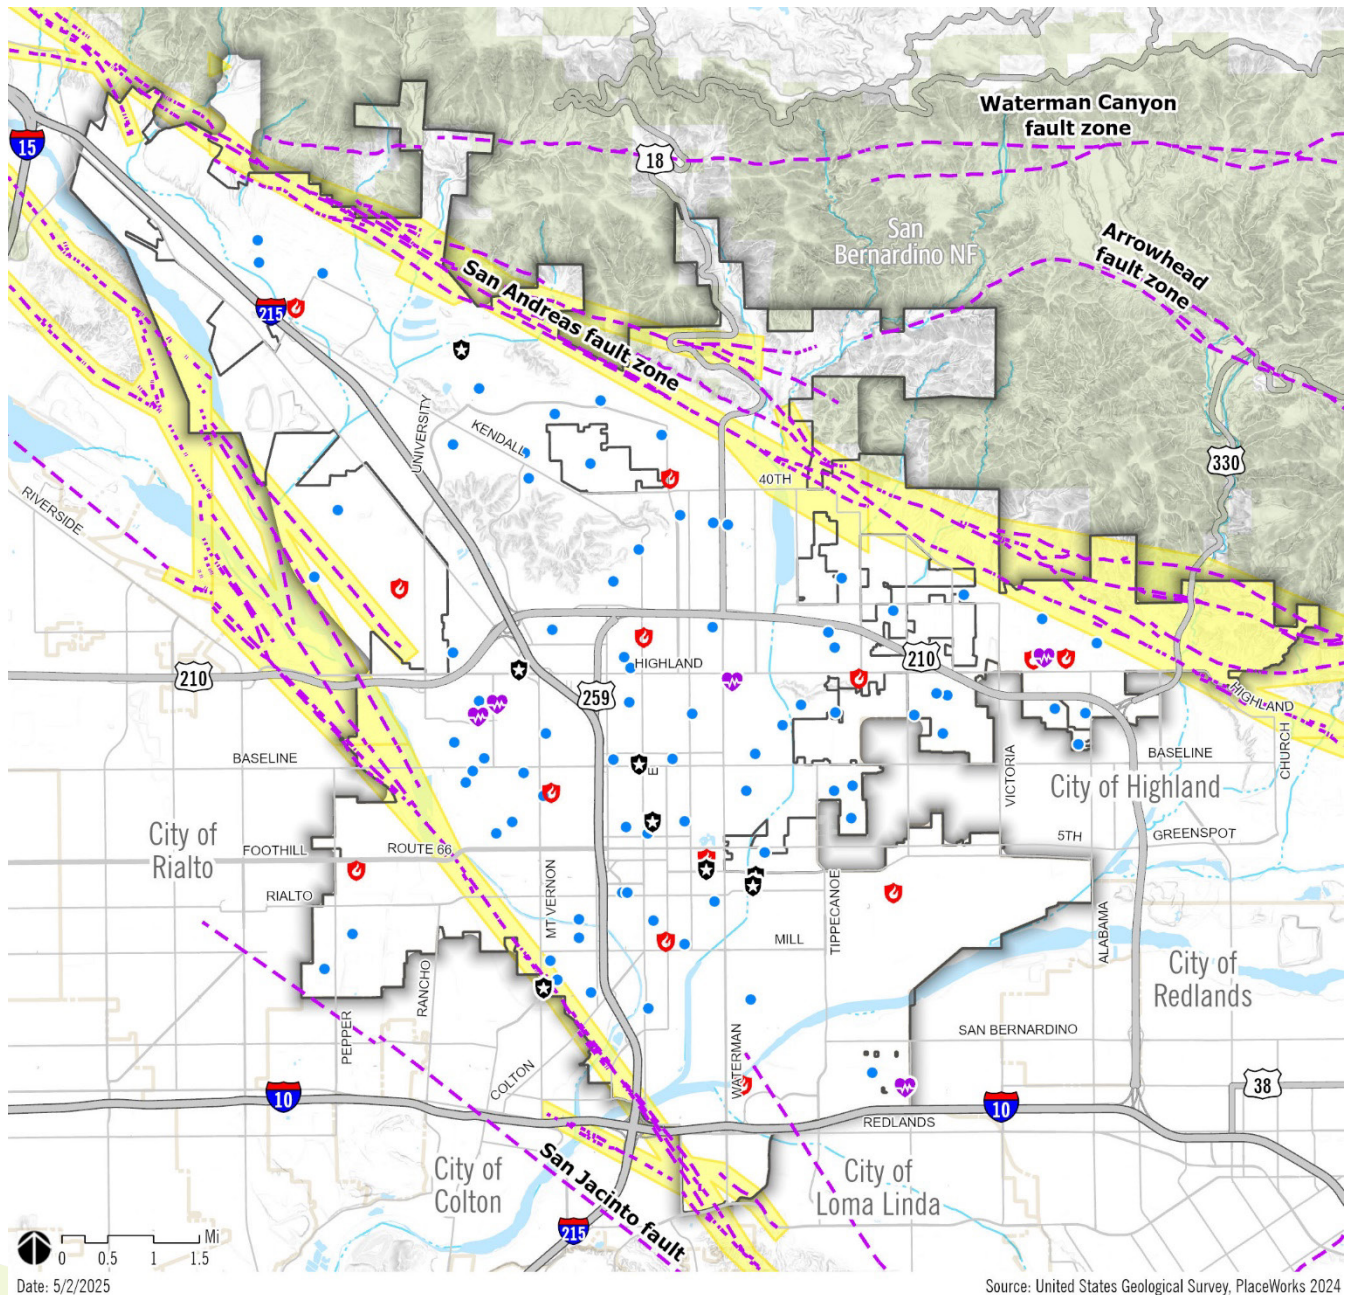 Waterman Canyon
fault zone
15
18
Arrowhead
fault zone
San
Bernardino NF
San Andreas fault zone
215
UNIVERSITY
KENDALL
330
40TH
RIVERSIDE
210
HIGHLAND
210
259
HIGHLAND
CHURCH
BASELINE
E
VICTORIA
BASELINE
City of Highland
City of
Rialto
FOOTHILL
ROUTE 66
5TH
GREENSPOT
RIALTO
MT VERNON
TIPPECANOE
MILL
ALABAMA
City of
Redlands
RANCHO
PEPPER
SAN BERNARDINO
COLTON
WATERMAN
10
10
38
REDLANDS
San Jacinto fault
City of
Colton
City of
Loma Linda
215
Mi
0 0.5 1 1.5
Date: 5/2/2025
Source: United States Geological Survey, PlaceWorks 2024